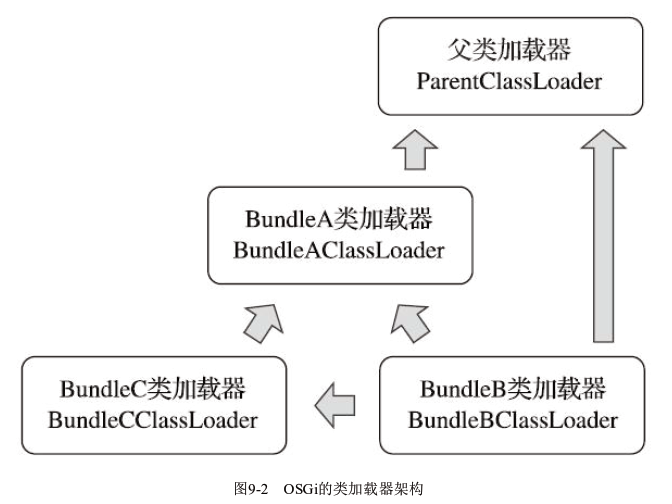 父类加载器
ParentClassLoader
BundleA类加载器
BundleAClassLoader
BundleC类加载器
BundleCClassLoader
BundleB类加载器
BundleBClassLoader
图9-2 OSGi的类加载器架构